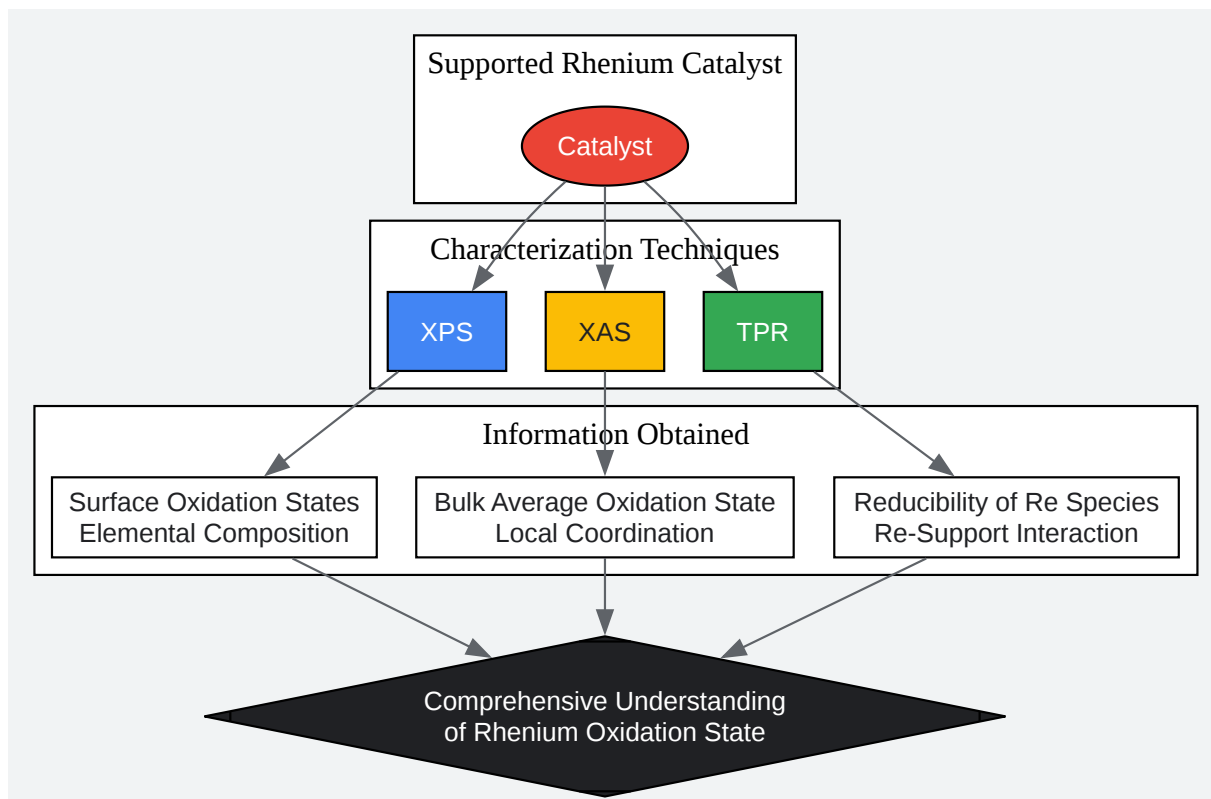 Supported Rhenium Catalyst
Catalyst
Characterization Techniques
XPS
XAS
TPR
Information Obtained
Surface Oxidation States
Elemental Composition
Bulk Average Oxidation State
Local Coordination
Reducibility of Re Species
Re-Support Interaction
Comprehensive Understanding
of Rhenium Oxidation State